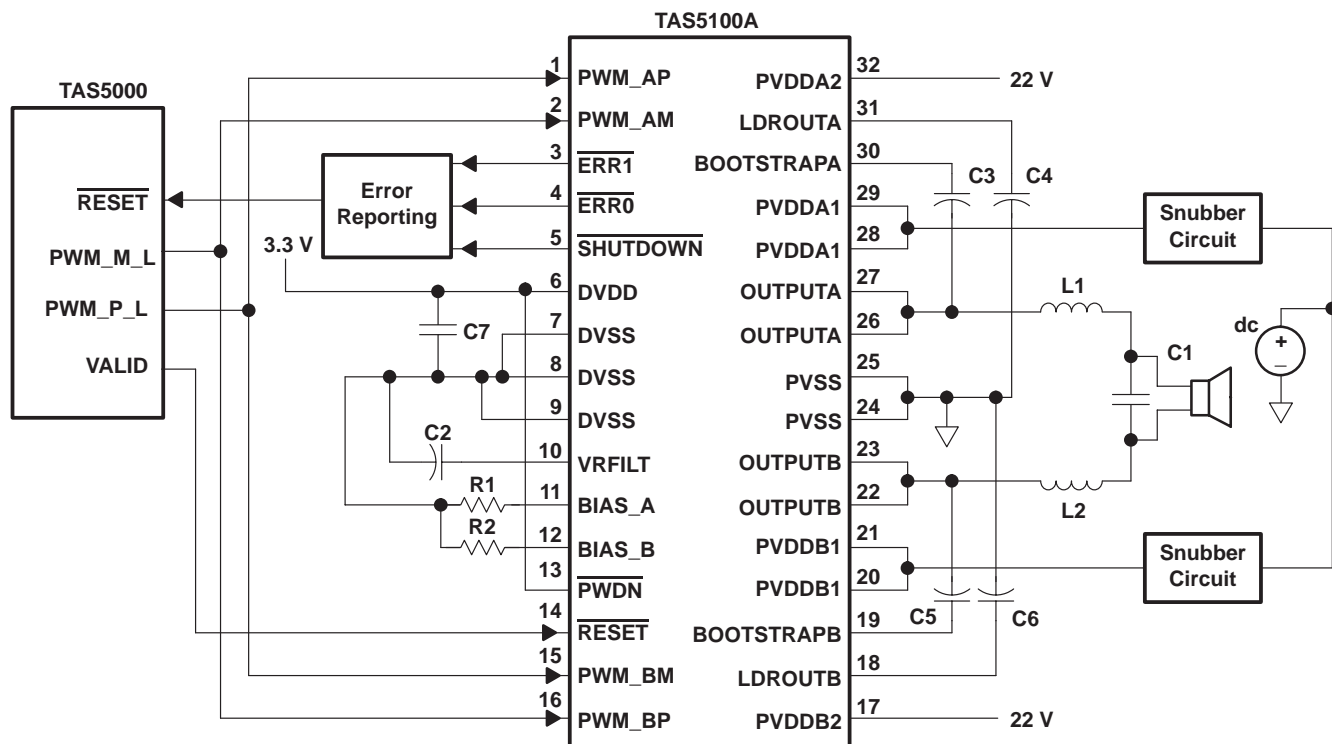 TAS5100A
TAS5000
RESET
PWM_M_L
PWM_P_L
VALID
Error
Reporting
3.3 V
C7
C2
R1
R2
1 PWM_AP
2 PWM_AM
3 ERR1
4 ERR0
5 SHUTDOWN
6 DVDD
7 DVSS
8 DVSS
9 DVSS
10 VRFILT
11 BIAS_A
12 BIAS_B
13 PWDN
14 RESET
15 PWM_BM
16 PWM_BP
PVDDA2 32 22 V
LDROUTA 31
BOOTSTRAPA 30
PVDDA1 29
PVDDA1 28
OUTPUTA 27
OUTPUTA 26
PVSS 25
PVSS 24
OUTPUTB 23
OUTPUTB 22
PVDDB1 21
PVDDB1 20
BOOTSTRAPB 19
LDROUTB 18
PVDDB2 17 22 V
C3 C4
Snubber
Circuit
L1
dc
+
–
C1
L2
Snubber
Circuit
C5 C6